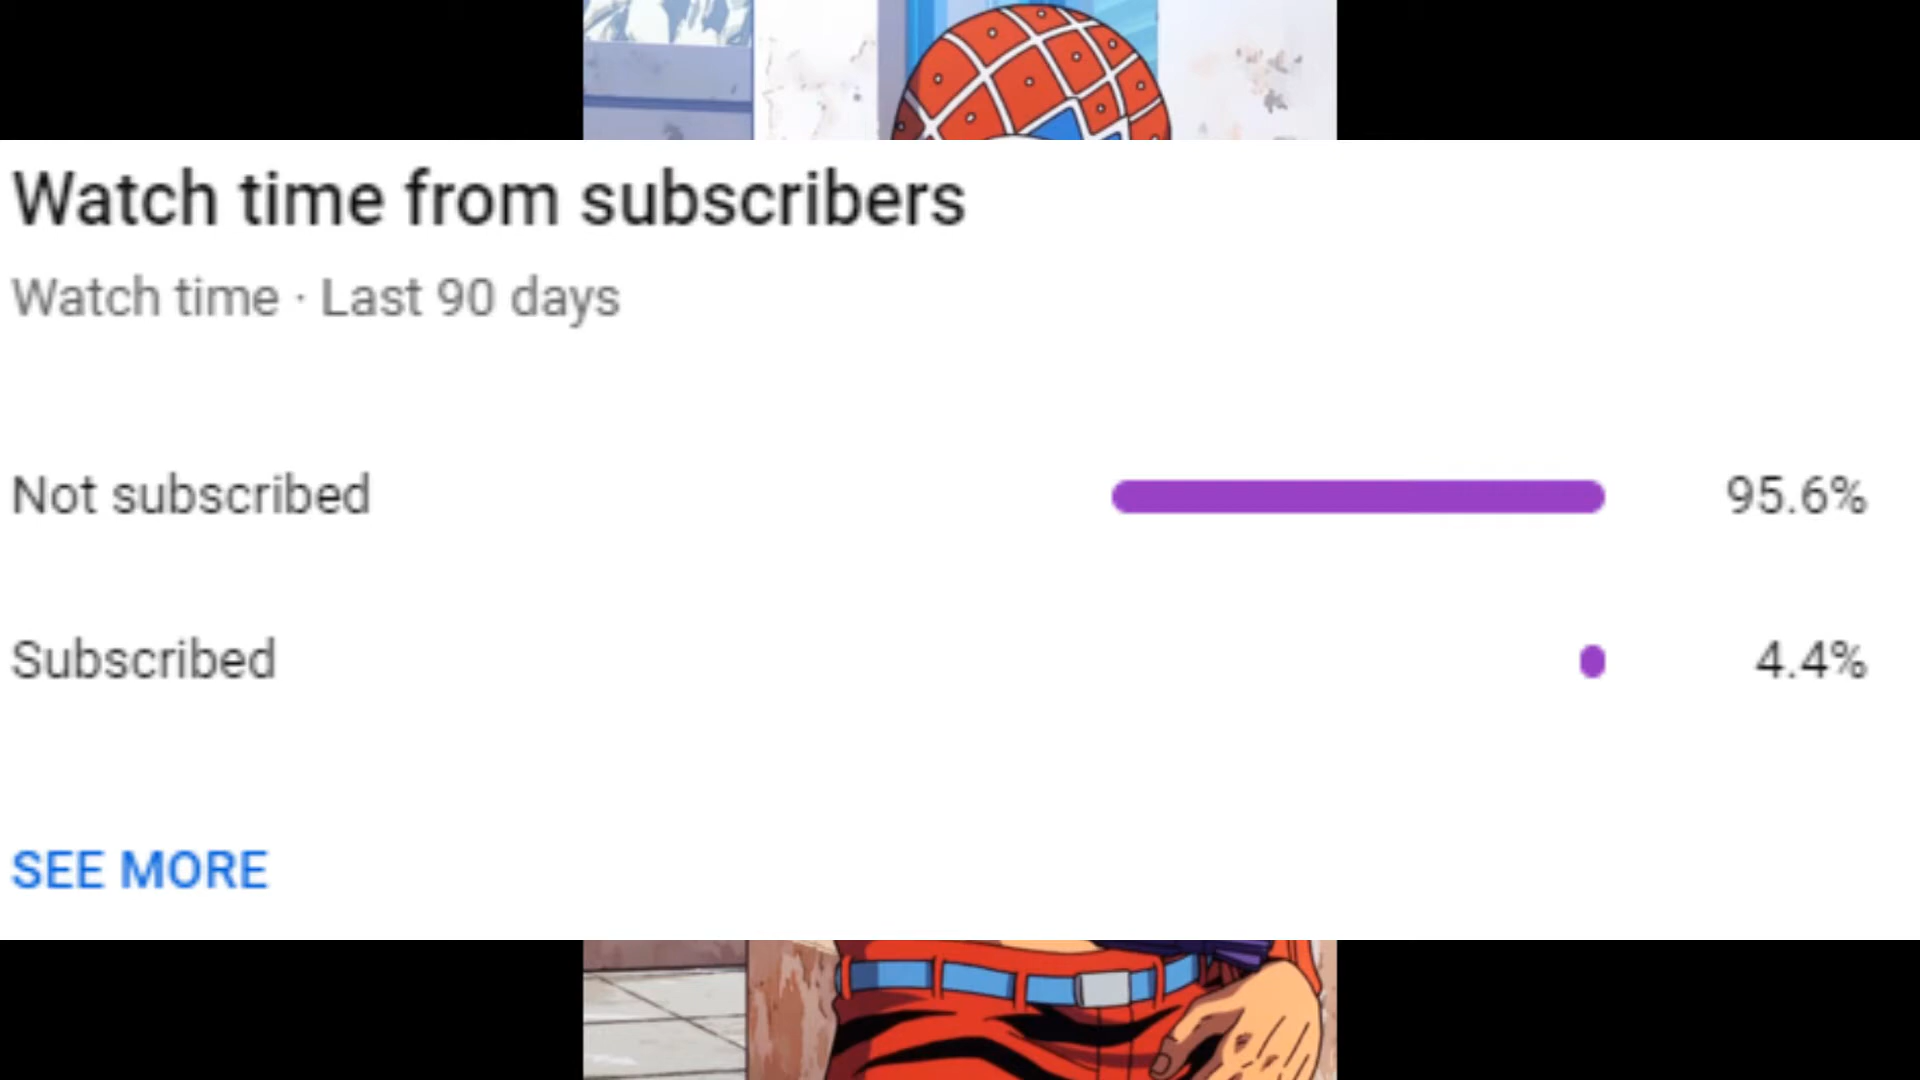 Watch time from subscribers
Watch time · Last 90 days
Not subscribed 95.6%
Subscribed 4.4%
SEE MORE